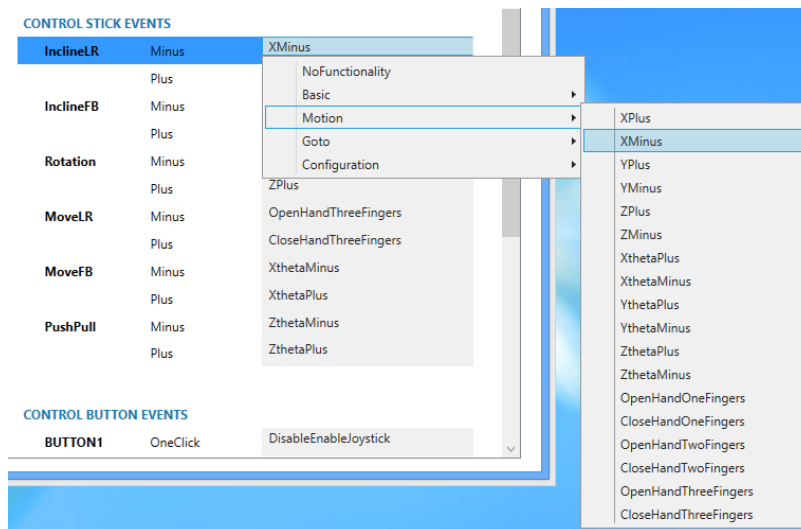 CONTROL STICK EVENTS
InclineLR Minus XMinus
Plus
InclineFB Minus
Plus
Rotation Minus
Plus ZPlus
MoveLR Minus OpenHandThreeFingers
Plus CloseHandThreeFingers
MoveFB Minus XthetaMinus
Plus XthetaPlus
PushPull Minus ZthetaMinus
Plus ZthetaPlus
CONTROL BUTTON EVENTS
BUTTON1 OneClick DisableEnableJoystick
NoFunctionality
Basic
Motion
Goto
Configuration
XPlus
XMinus
YPlus
YMinus
ZPlus
ZMinus
XthetaPlus
XthetaMinus
YthetaPlus
YthetaMinus
ZthetaPlus
ZthetaMinus
OpenHandOneFingers
CloseHandOneFingers
OpenHandTwoFingers
CloseHandTwoFingers
OpenHandThreeFingers
CloseHandThreeFingers